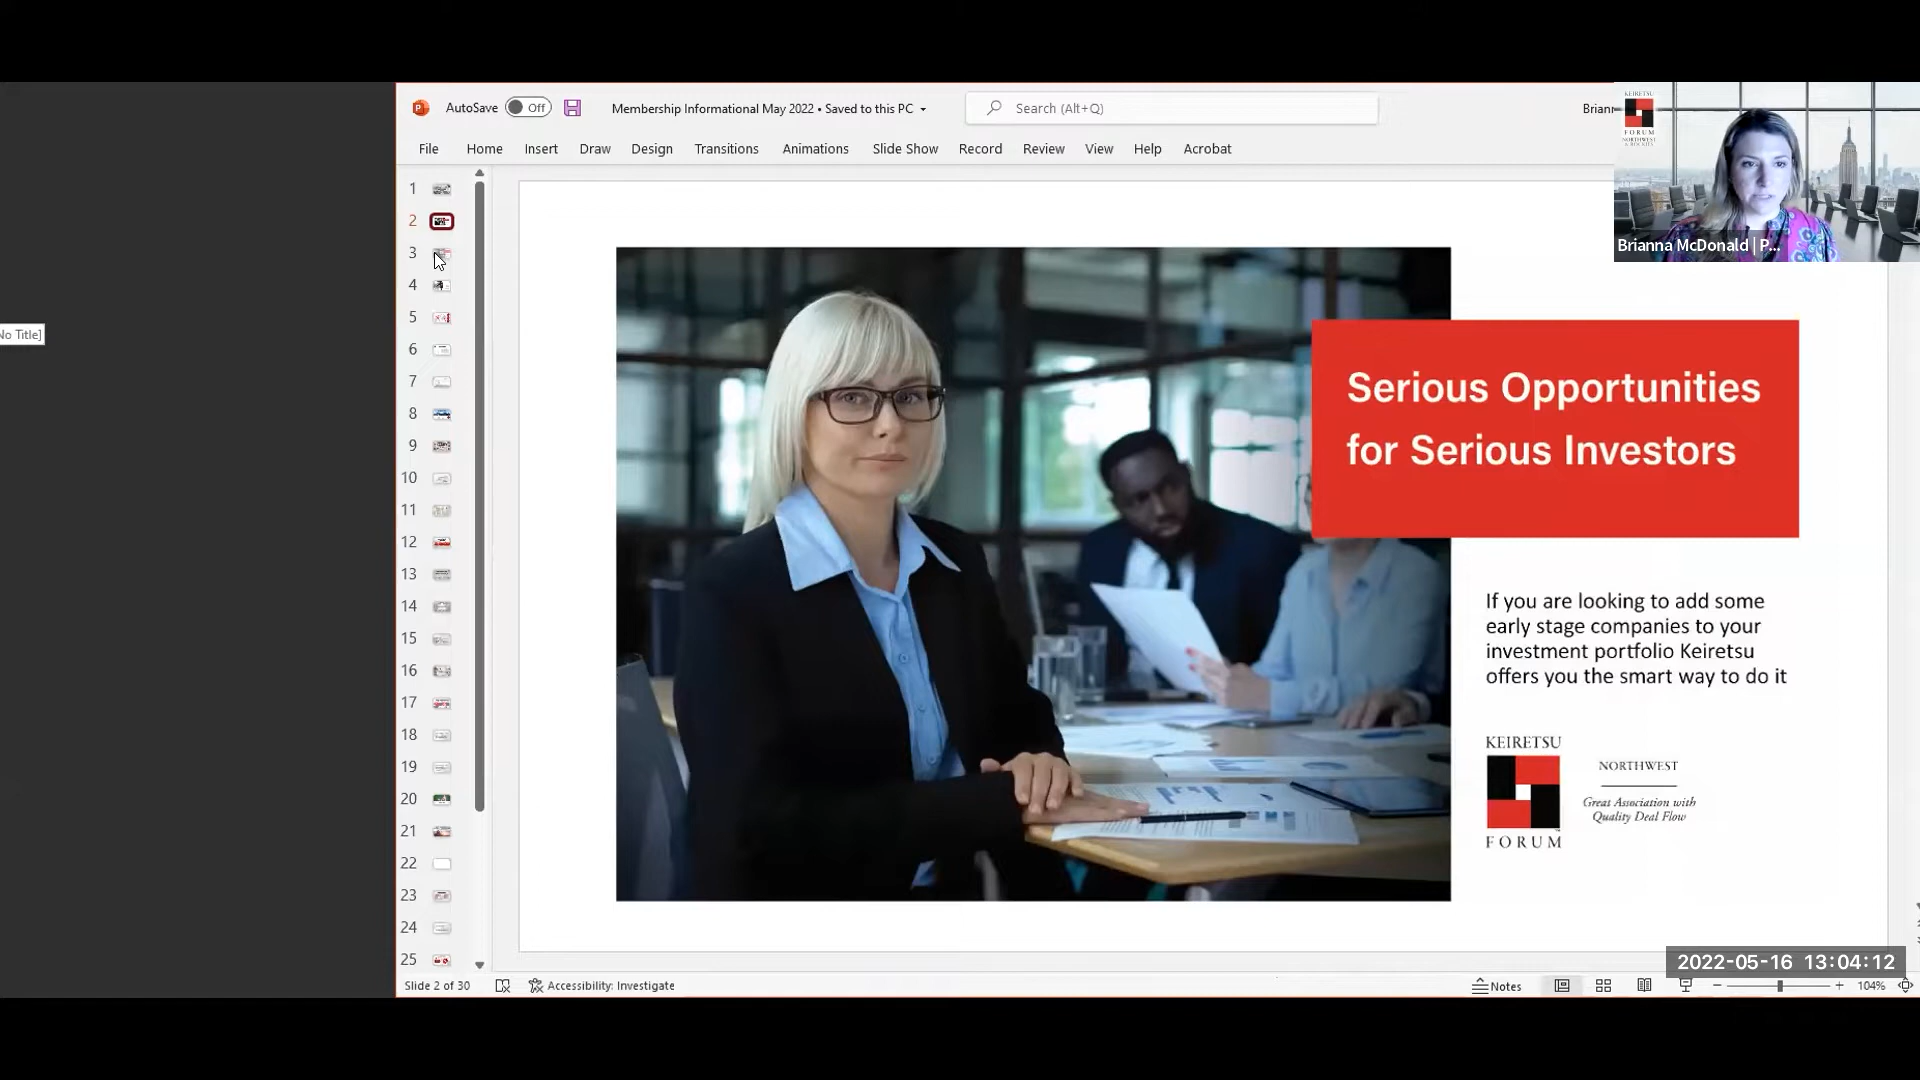 AutoSave Off Membership Informational May 2022 • Saved to this PC Search (Alt+Q)
File Home Insert Draw Design Transitions Animations Slide Show Record Review View Help Acrobat
KEIRETSU
FORUM
Brianna McDonald | P...
1
2
3
4
5
6
7
8
9
10
11
12
13
14
15
16
17
18
19
20
21
22
23
24
25
No Title]
Serious Opportunities
for Serious Investors
If you are looking to add some
early stage companies to your
investment portfolio Keiretsu
offers you the smart way to do it
KEIRETSU
FORUM
NORTHWEST
Great Association with
Quality Deal Flow
2022-05-16 13:04:12
Slide 2 of 30 Accessibility: Investigate Notes 104%